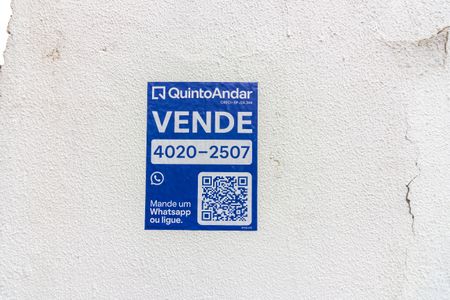 QuintoAndar
VENDE
4020-2507
Mande um
Whatsapp
ou ligue.